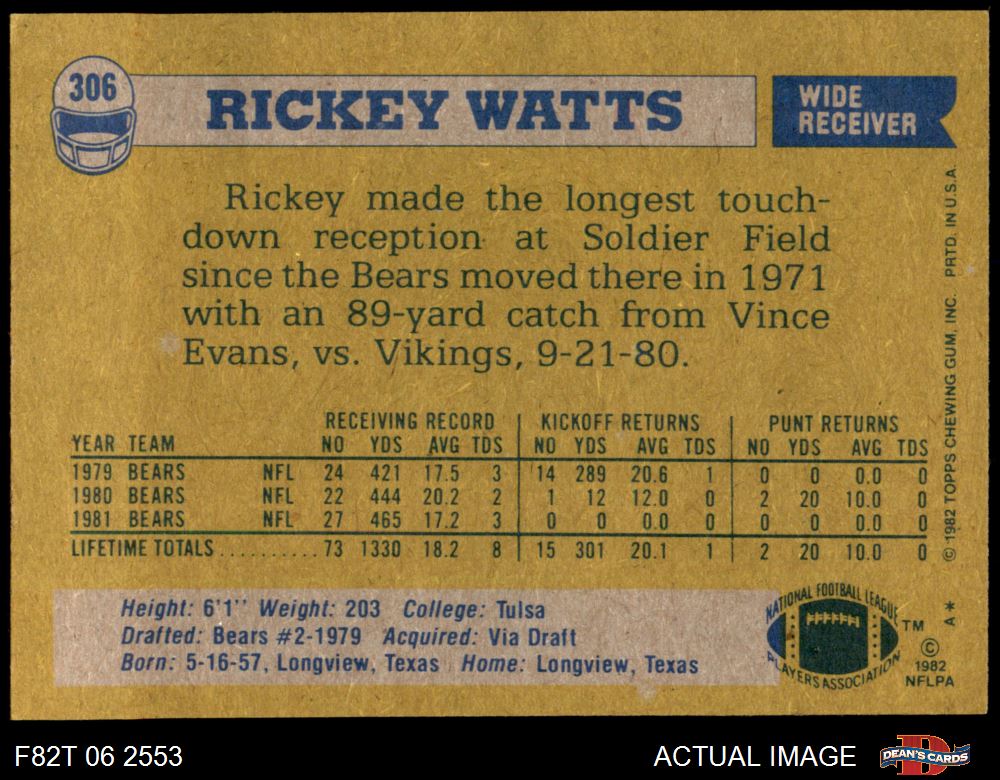 306
RICKEY WATTS
WIDE
RECEIVER
Rickey made the longest touch-
down reception at Soldier Field
since the Bears moved there in 1971
with an 89-yard catch from Vince
Evans, vs. Vikings, 9-21-80.
RECEIVING RECORD KICKOFF RETURNS PUNT RETURNS
YEAR TEAM NO YDS AVG TDS NO YDS AVG TDS NO YDS AVG TDS
1979 BEARS NFL 24 421 17.5 3 14 289 20.6 1 0 0 0.0 0
1980 BEARS NFL 22 444 20.2 2 1 12 12.0 0 2 20 10.0 0
1981 BEARS NFL 27 465 17.2 3 0 0 0.0 0 0 0 0.0 0
LIFETIME TOTALS.......... 73 1330 18.2 8 15 301 20.1 1 2 20 10.0 0
Height: 6'1" Weight: 203 College: Tulsa
Drafted: Bears #2-1979 Acquired: Via Draft
Born: 5-16-57, Longview, Texas Home: Longview, Texas
NATIONAL FOOTBALL LEAGUE
PLAYERS ASSOCIATION
TM
©
1982
NFLPA
A*
© 1982 TOPPS CHEWING GUM, INC. PRTD. IN U.S.A.
F82T 06 2553
ACTUAL IMAGE
DEAN'S CARDS